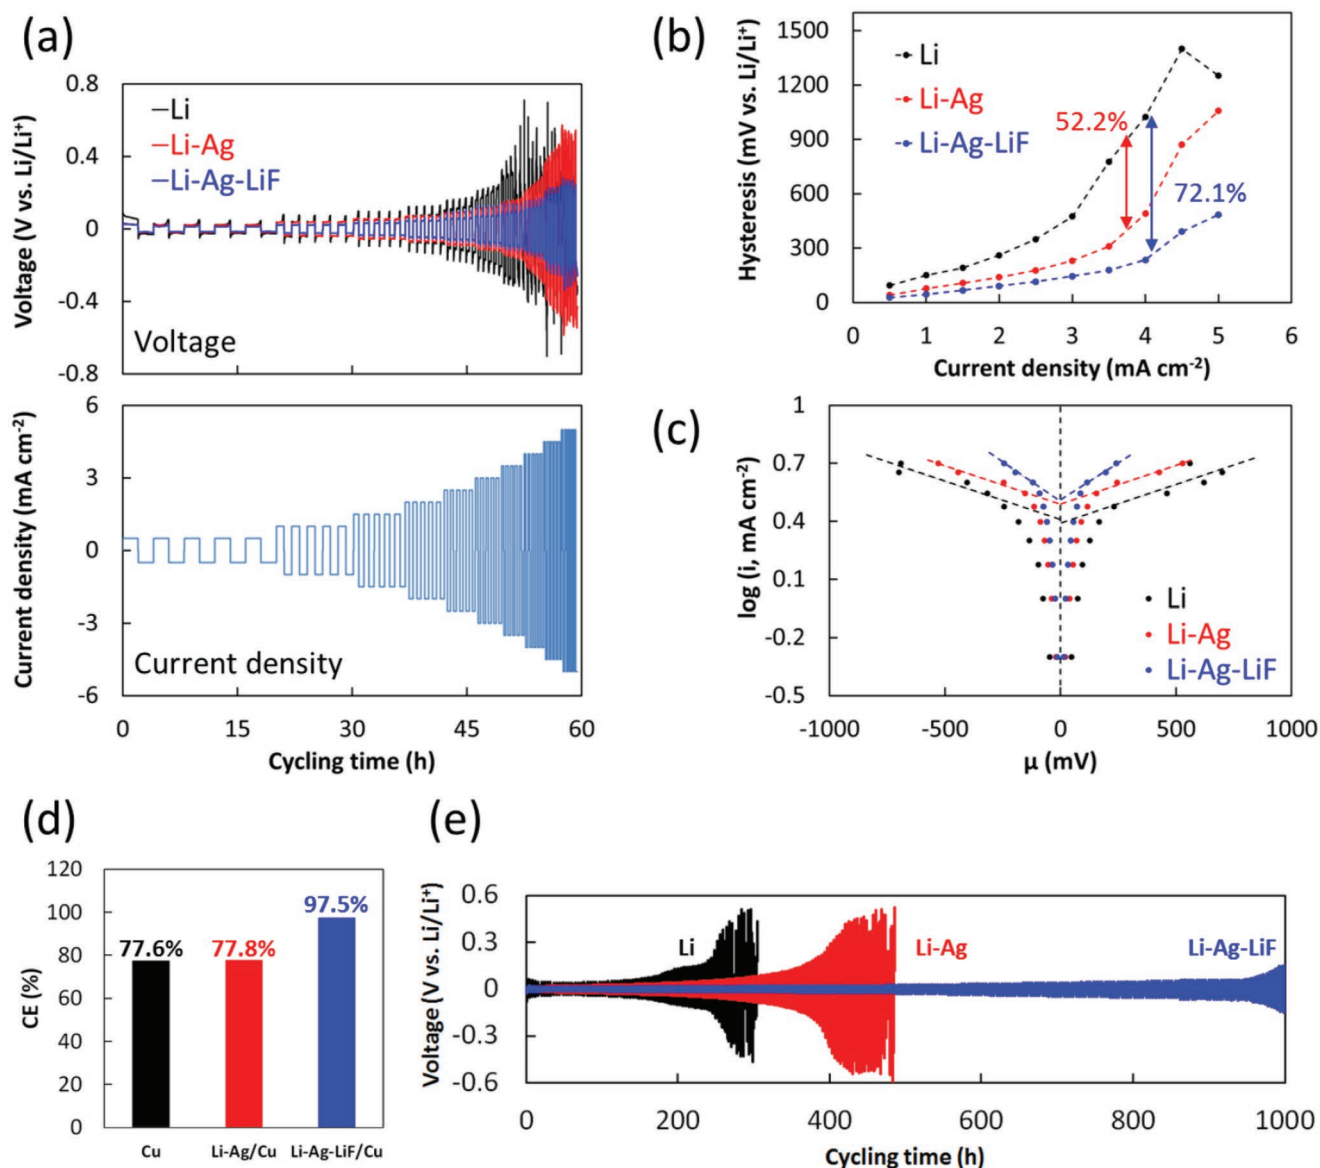 (a)
Voltage (V vs. Li/Li⁺)
0.8
0.4
0
-0.4
-0.8
Li
Li-Ag
Li-Ag-LiF
Voltage
Current density (mA cm⁻²)
6
3
0
-3
-6
Current density
0 15 30 45 60
Cycling time (h)
(b)
Hysteresis (mV vs. Li/Li⁺)
1500
1200
900
600
300
0
Li
Li-Ag
Li-Ag-LiF
52.2%
72.1%
0 1 2 3 4 5 6
Current density (mA cm⁻²)
(c)
log (i, mA cm⁻²)
1
0.7
0.4
0.1
-0.2
-0.5
Li
Li-Ag
Li-Ag-LiF
-1000 -500 0 500 1000
μ (mV)
(d)
CE (%)
120
100
80
60
40
20
0
77.6%
77.8%
97.5%
Cu Li-Ag/Cu Li-Ag-LiF/Cu
(e)
Voltage (V vs. Li/Li⁺)
0.6
0.3
0
-0.3
-0.6
Li
Li-Ag
Li-Ag-LiF
0 200 400 600 800 1000
Cycling time (h)